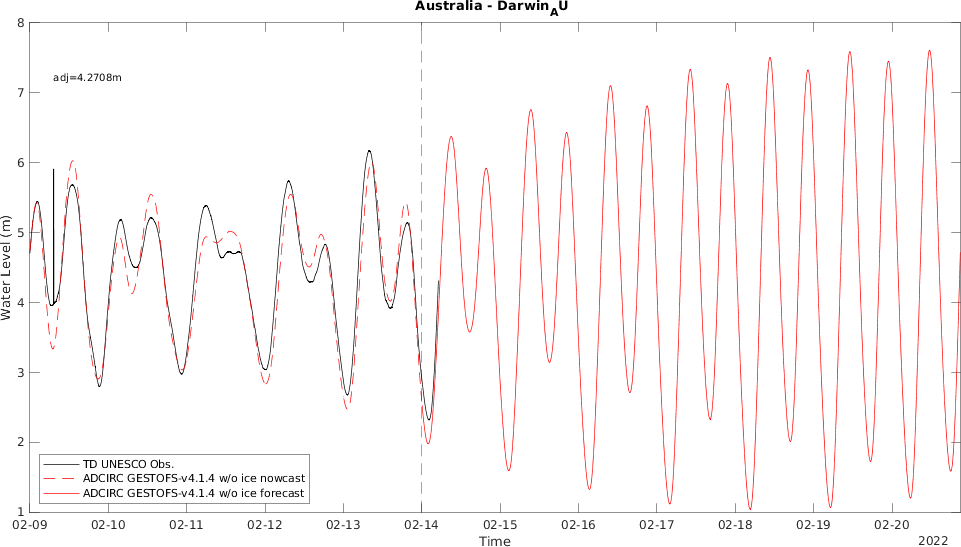 Australia - Darwin_AU
8
adj=4.2708m
7
6
5
4
3
2
1
Water Level (m)
TD UNESCO Obs.
ADCIRC GESTOFS-v4.1.4 w/o ice nowcast
ADCIRC GESTOFS-v4.1.4 w/o ice forecast
02-09 02-10 02-11 02-12 02-13 02-14 02-15 02-16 02-17 02-18 02-19 02-20
Time
2022